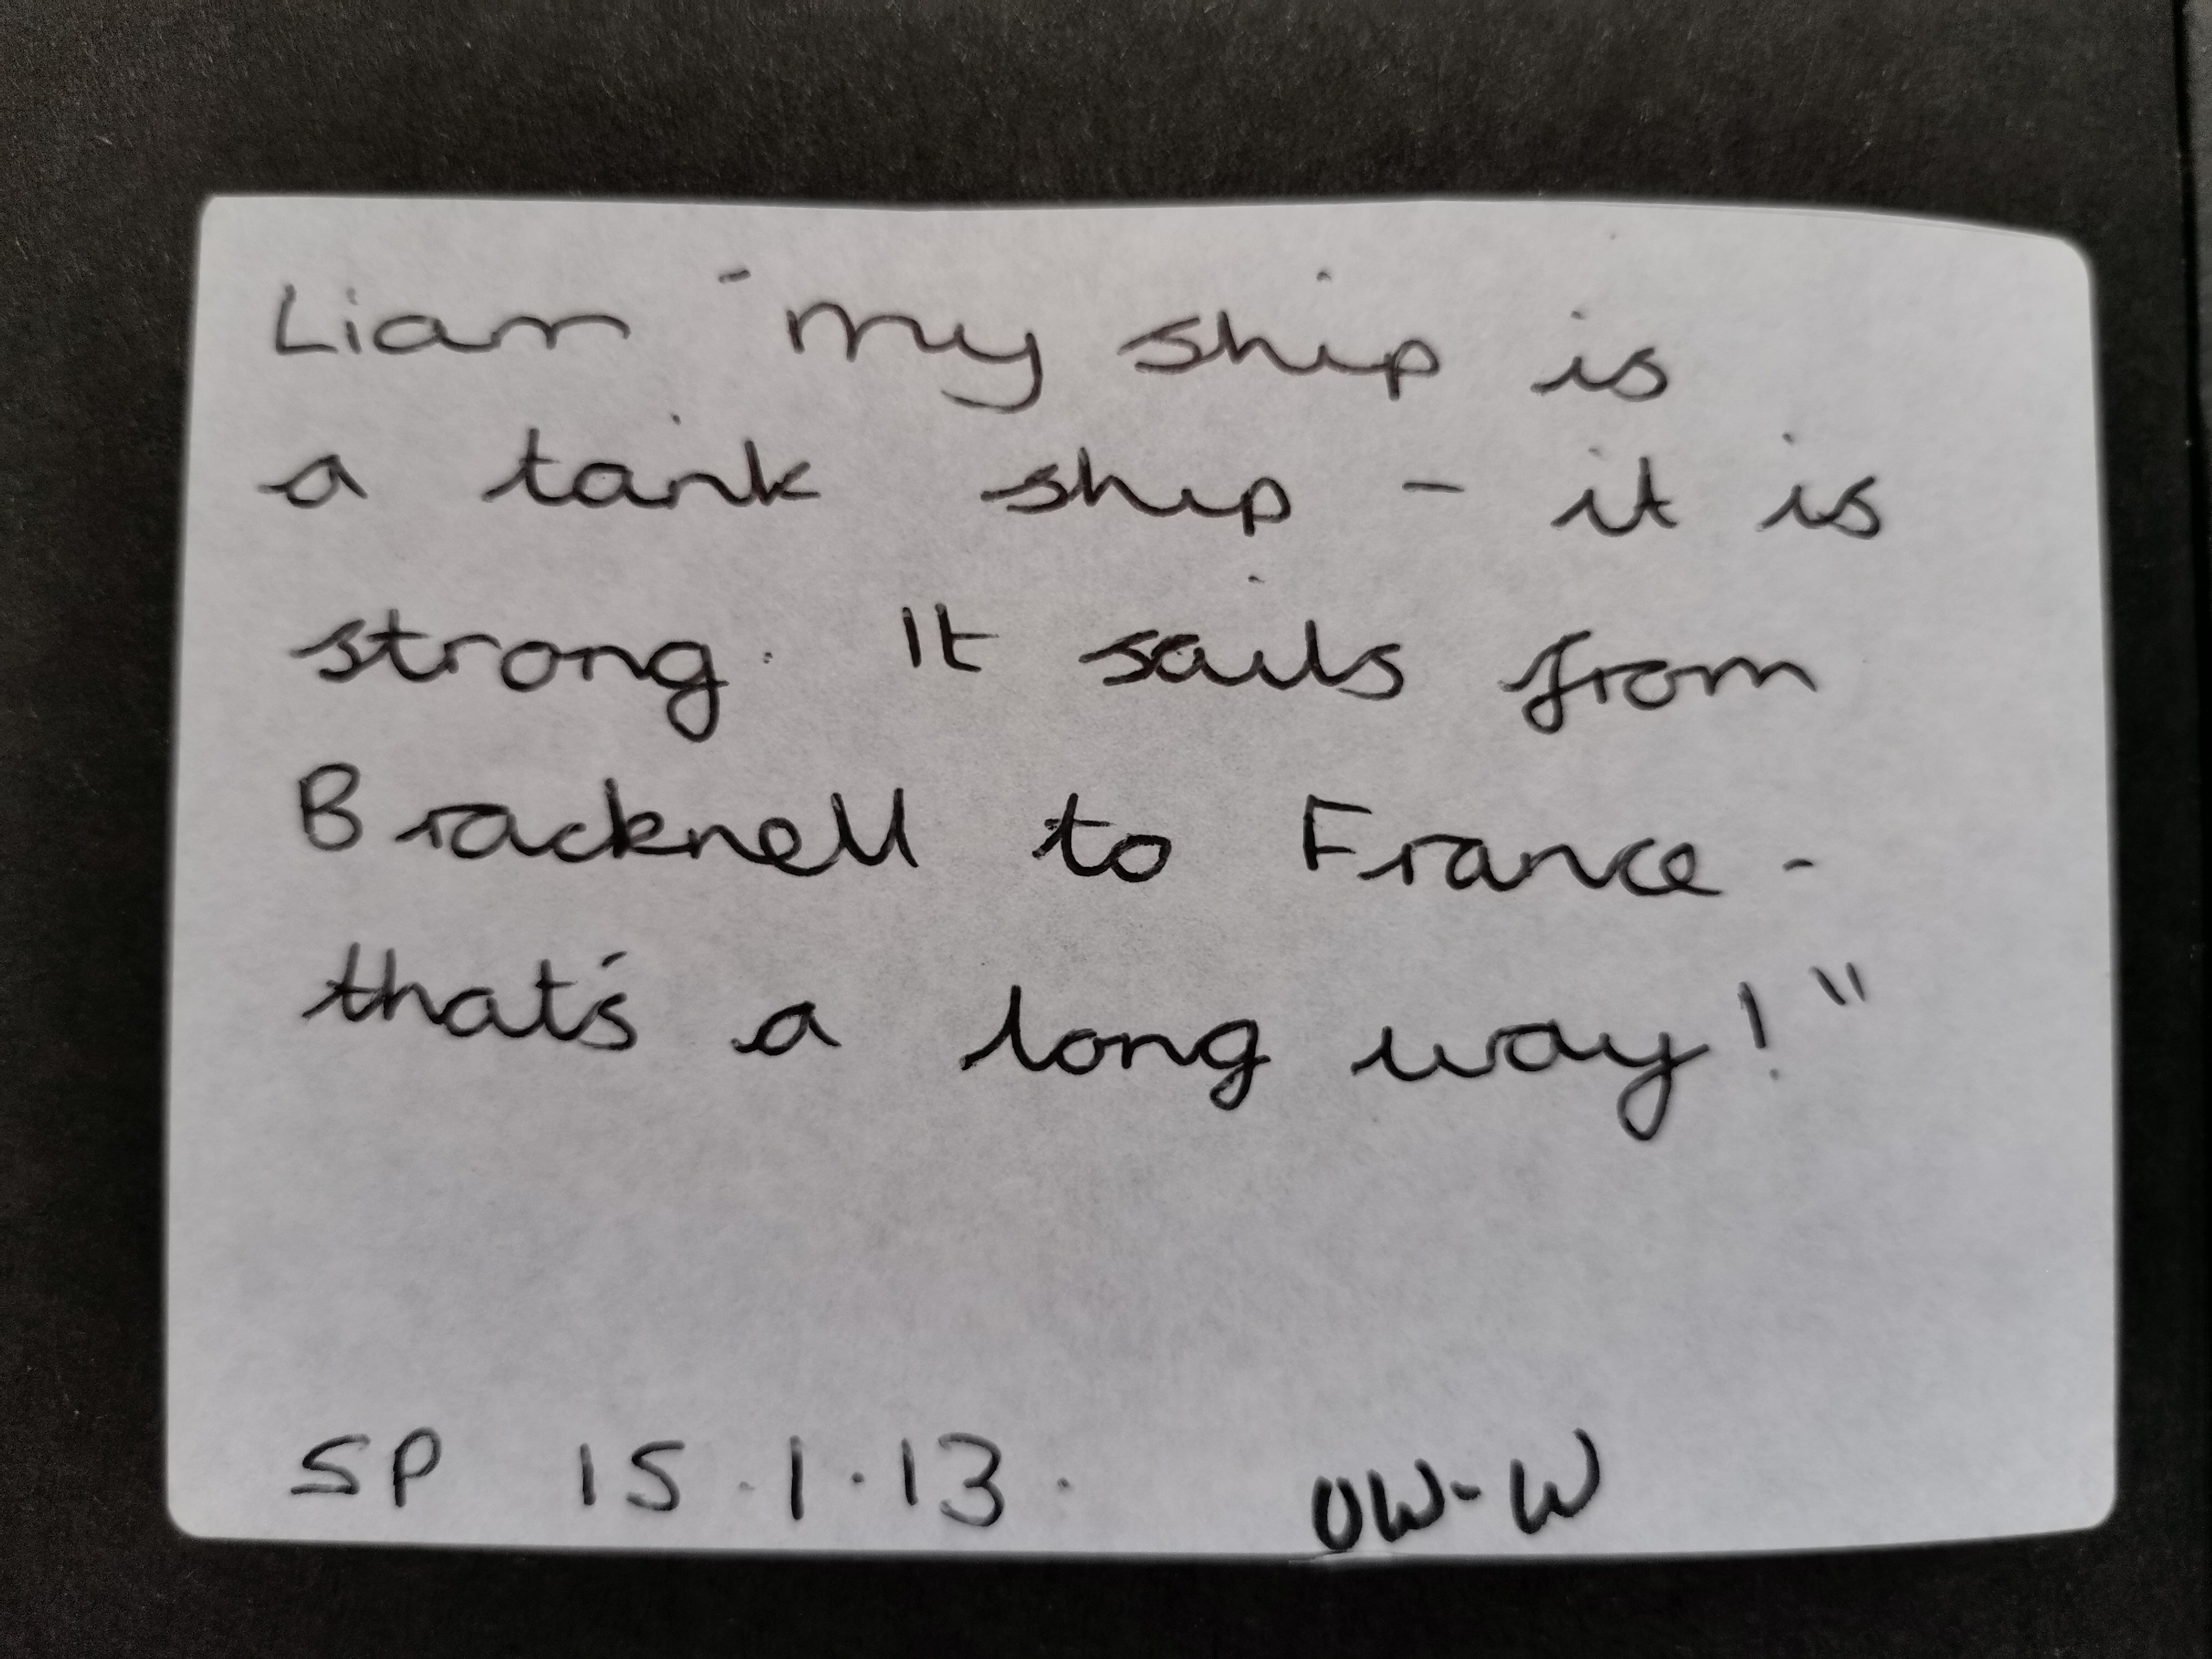 Liam "my ship is
a tank ship - it is
strong. It sails from
Bracknell to France -
that's a long way!"
SP 15.1.13. OW-W